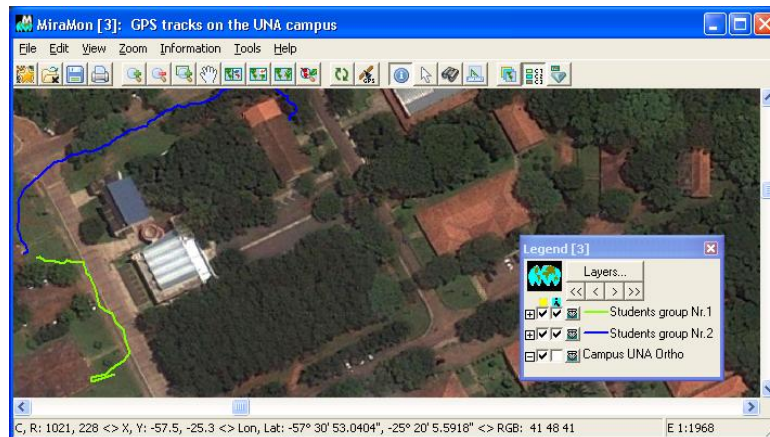 MiraMon [3]: GPS tracks on the UNA campus
File Edit View Zoom Information Tools Help
GPS
Legend [3]
Layers...
<< < > >>
Students group Nr.1
Students group Nr.2
Campus UNA Ortho
C, R: 1021, 228 <> X, Y: -57.5, -25.3 <> Lon, Lat: -57° 30' 53.0404", -25° 20' 5.5918" <> RGB: 41 48 41
E 1:1968